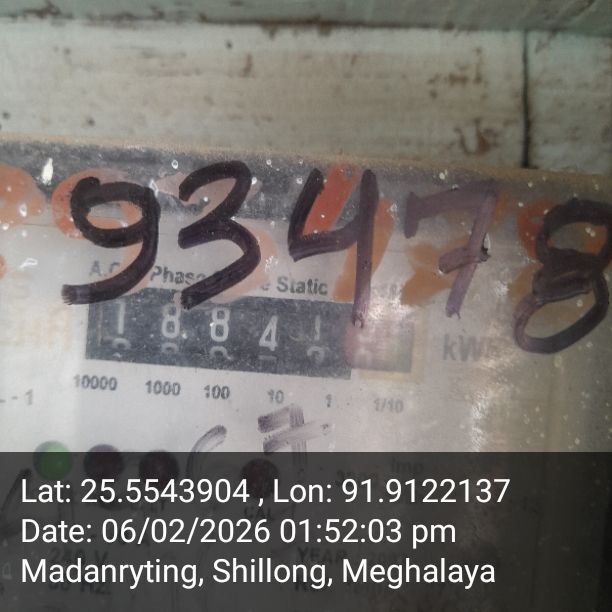 93478
Phase
Static
1 8 8 4 1
kWh
10000 1000 100 10 1 1/10
Lat: 25.5543904 , Lon: 91.9122137
Date: 06/02/2026 01:52:03 pm
Madanryting, Shillong, Meghalaya